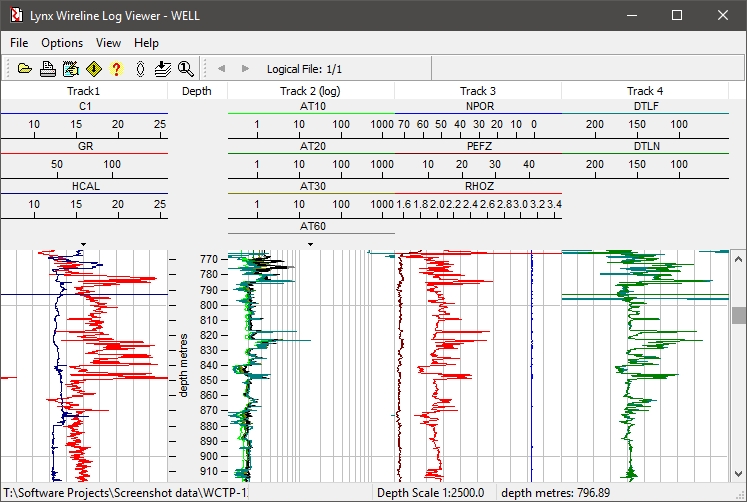 Lynx Wireline Log Viewer - WELL
File Options View Help
Logical File: 1/1
Track1 Depth Track 2 (log) Track 3 Track 4
C1 AT10 NPOR DTLF
10 15 20 25 1 10 100 1000 70 60 50 40 30 20 10 0 200 150 100
GR AT20 PEFZ DTLN
50 100 1 10 100 1000 10 20 30 40 200 150 100
HCAL AT30 RHOZ
10 15 20 25 1 10 100 1000 1.6 1.8 2.0 2.2 2.4 2.6 2.8 3.0 3.2 3.4
AT60
depth metres
770
780
790
800
810
820
830
840
850
860
870
880
890
900
910
T:\Software Projects\Screenshot data\WCTP-1. Depth Scale 1:2500.0 depth metres: 796.89